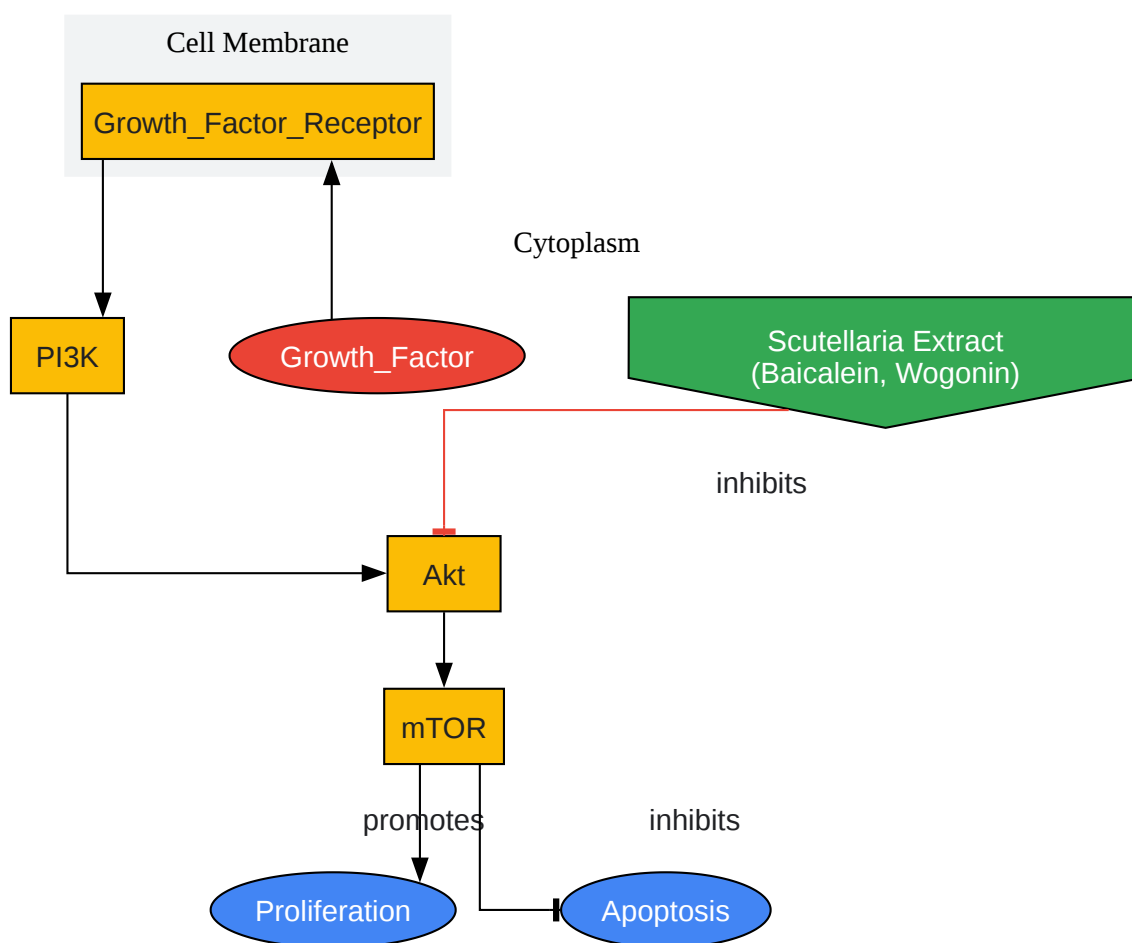 Cell Membrane
Growth_Factor_Receptor
Cytoplasm
PI3K
Growth_Factor
Scutellaria Extract
(Baicalein, Wogonin)
inhibits
Akt
mTOR
promotes
inhibits
Proliferation
Apoptosis